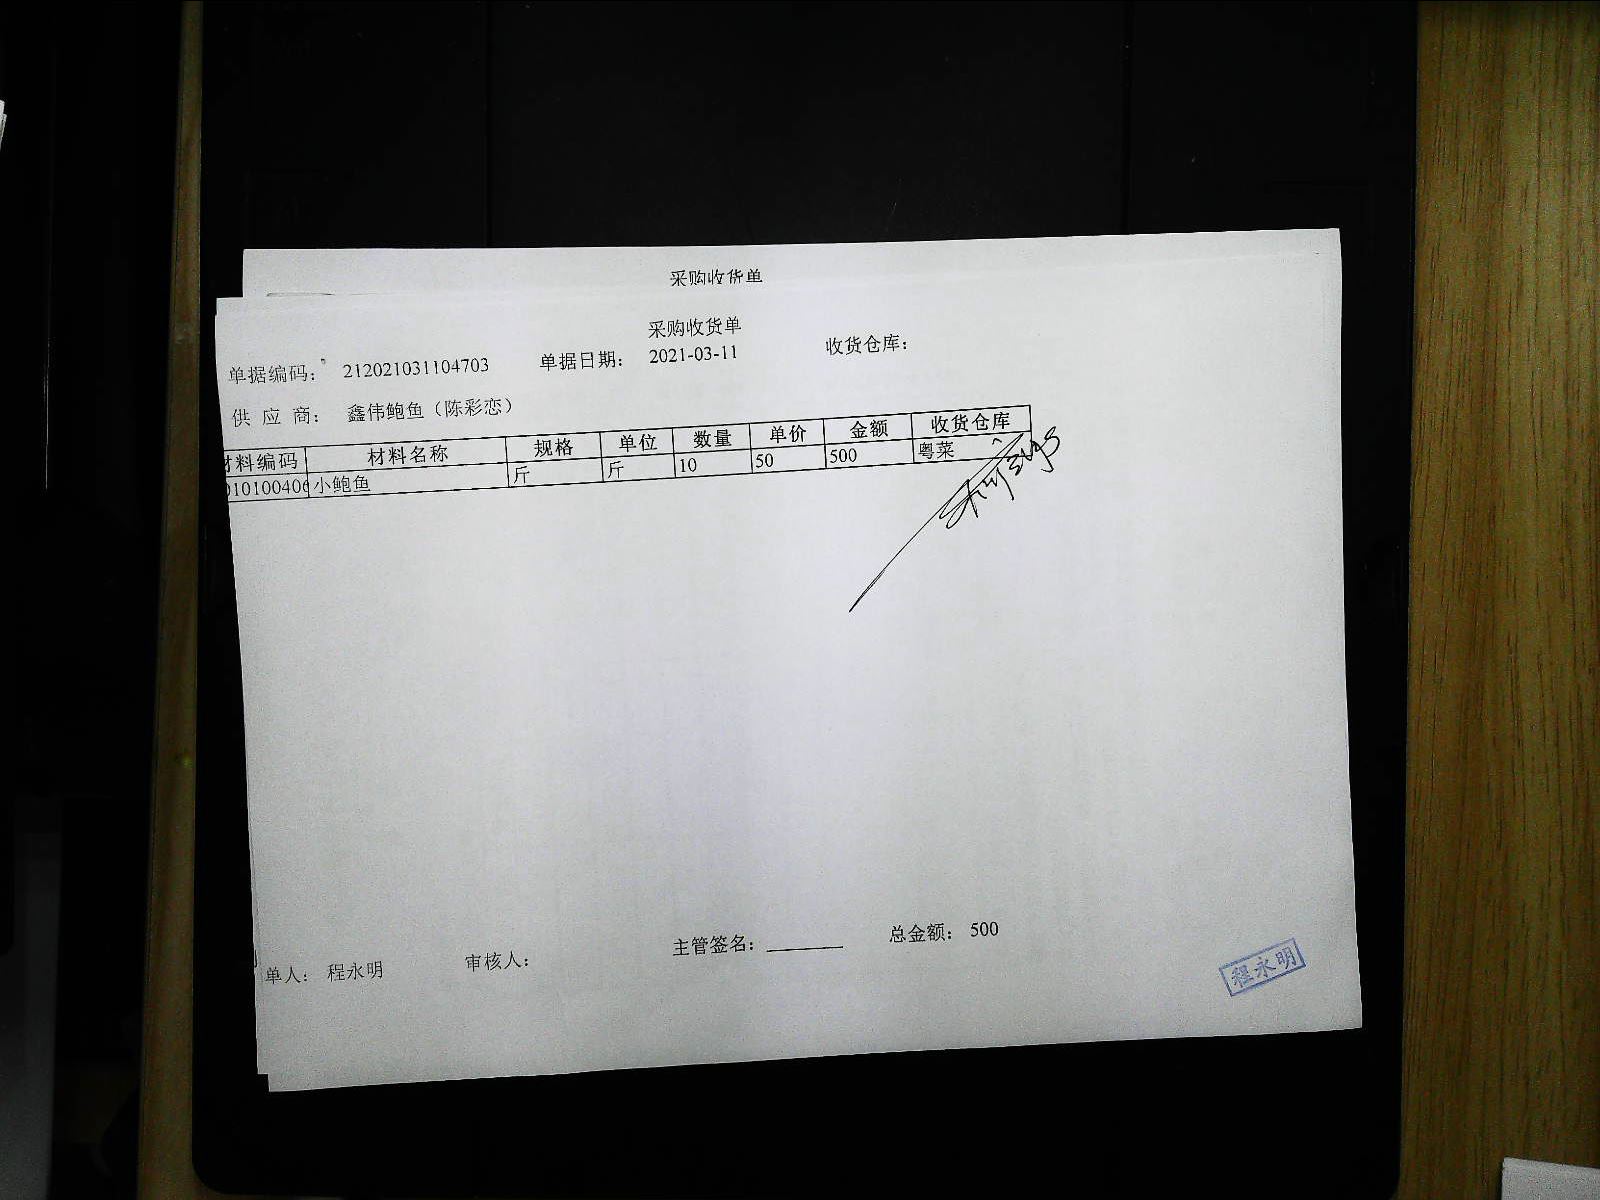 采购收货单
采购收货单
单据编码： 212021031104703 单据日期： 2021-03-11 收货仓库：
供 应 商： 鑫伟鲍鱼（陈彩恋）
材料编码 材料名称 规格 单位 数量 单价 金额 收货仓库
010100406 小鲍鱼 斤 斤 10 50 500 粤菜
单人： 程永明 审核人： 主管签名： 总金额： 500
程永明